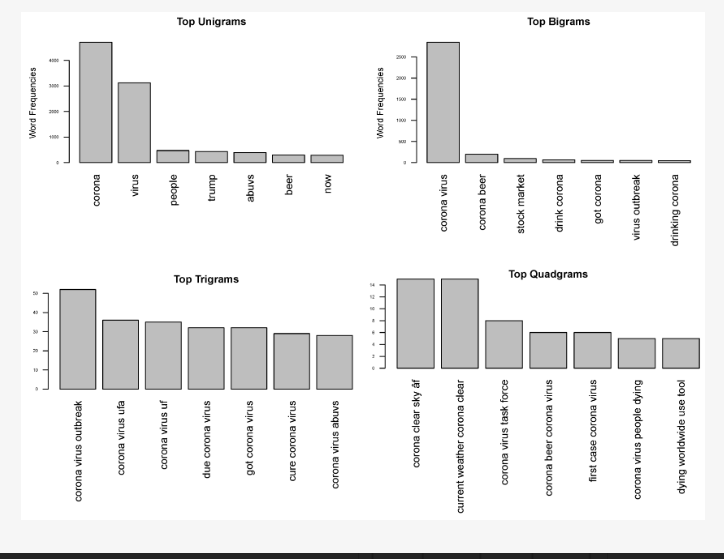 Top Unigrams
Word Frequencies
4000
3000
2000
1000
0
corona
virus
people
trump
abuvs
beer
now
Top Bigrams
Word Frequencies
2500
2000
1500
1000
500
0
corona virus
corona beer
stock market
drink corona
got corona
virus outbreak
drinking corona
Top Trigrams
50
40
30
20
10
0
corona virus outbreak
corona virus ufa
corona virus uf
due corona virus
got corona virus
cure corona virus
corona virus abuvs
Top Quadgrams
14
12
10
8
6
4
2
0
corona clear sky âf
current weather corona clear
corona virus task force
corona beer corona virus
first case corona virus
corona virus people dying
dying worldwide use tool